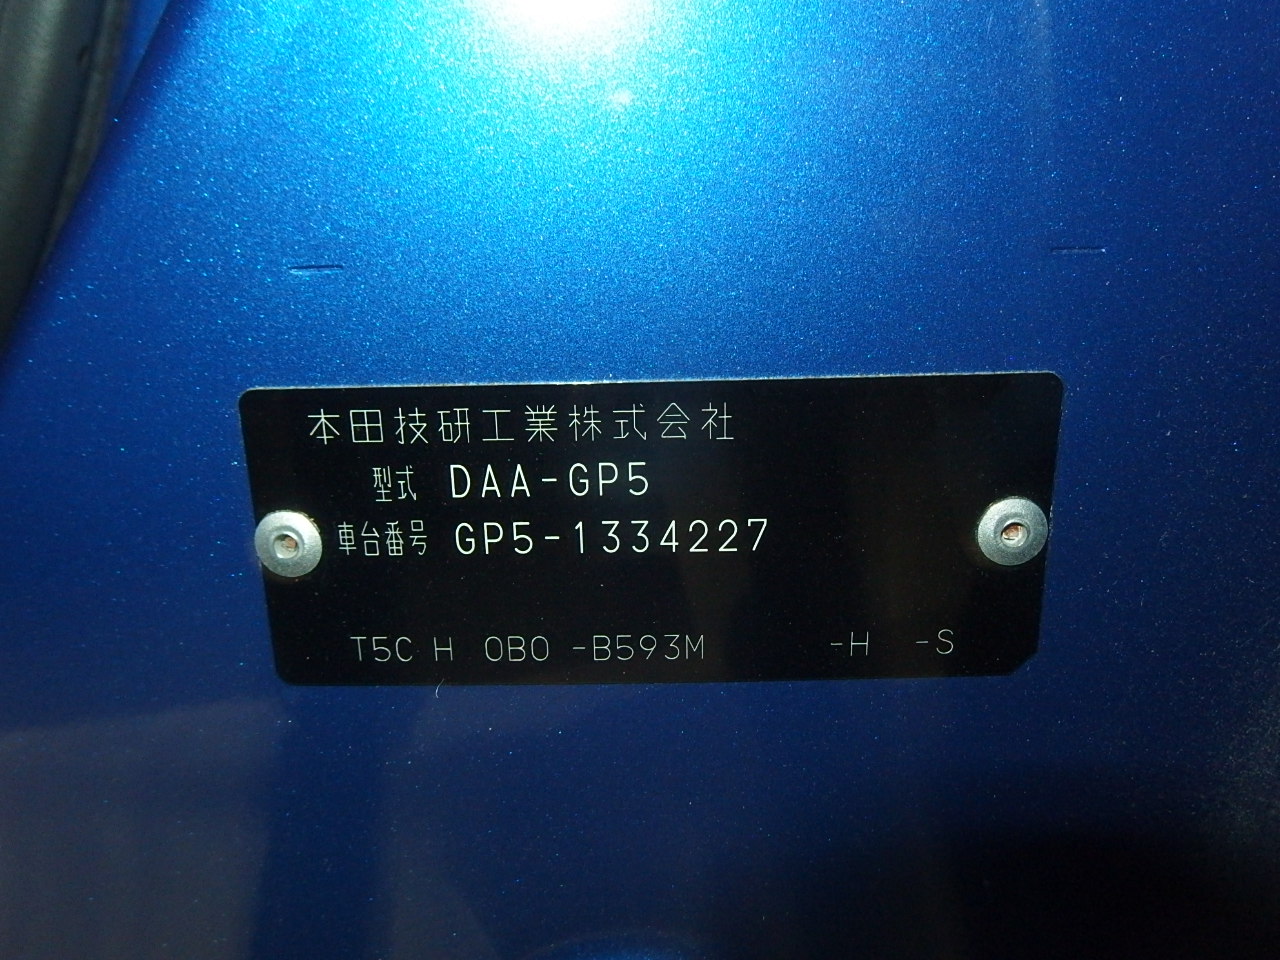 本田技研工業株式会社
型式 DAA-GP5
車台番号 GP5-1334227
T5C H 0B0 -B593M -H -S